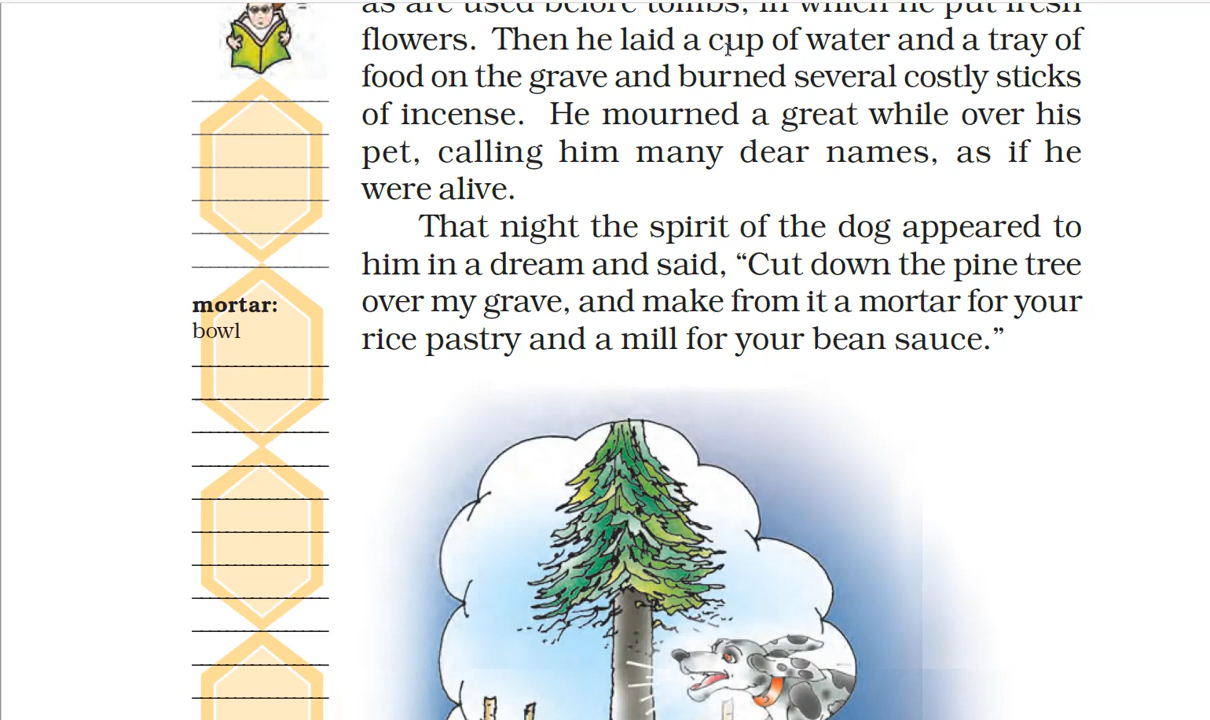 as are used before tombs, in which he put fresh
flowers. Then he laid a cup of water and a tray of
food on the grave and burned several costly sticks
of incense. He mourned a great while over his
pet, calling him many dear names, as if he
were alive.
That night the spirit of the dog appeared to
him in a dream and said, “Cut down the pine tree
over my grave, and make from it a mortar for your
rice pastry and a mill for your bean sauce.”
mortar:
bowl